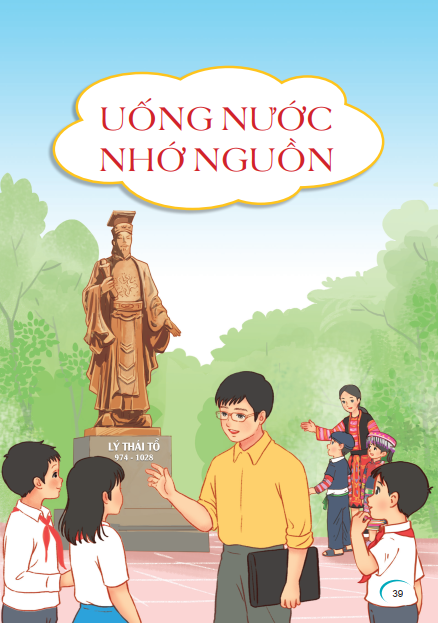 UỐNG NƯỚC
NHỚ NGUỒN
LÝ THÁI TỔ
974 - 1028
39